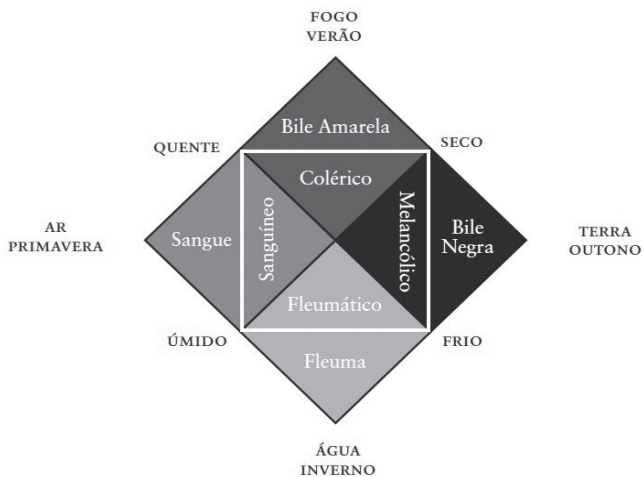 FOGO
VERÃO
Bile Amarela
QUENTE
SECO
Colérico
AR
PRIMAVERA
Sangue
Sanguíneo
Melancólico
Bile
Negra
TERRA
OUTONO
Fleumático
ÚMIDO
FRIO
Fleuma
ÁGUA
INVERNO